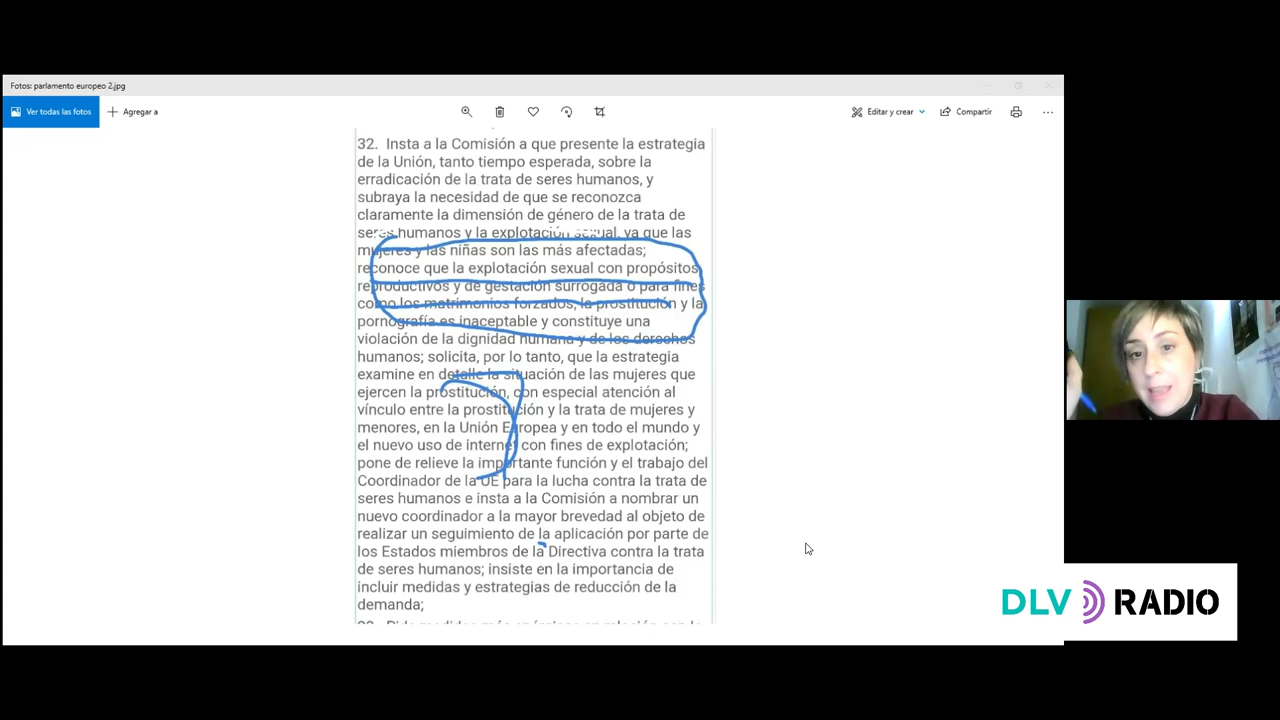 Fotos: parlamento europeo 2.jpg
Ver todas las fotos
Agregar a
Editar y crear
Compartir
32. Insta a la Comisión a que presente la estrategia
de la Unión, tanto tiempo esperada, sobre la
erradicación de la trata de seres humanos, y
subraya la necesidad de que se reconozca
claramente la dimensión de género de la trata de
seres humanos y la explotación sexual, ya que las
mujeres y las niñas son las más afectadas;
reconoce que la explotación sexual con propósitos
reproductivos y de gestación surrogada o para fines
como los matrimonios forzados, la prostitución y la
pornografía es inaceptable y constituye una
violación de la dignidad humana y de los derechos
humanos; solicita, por lo tanto, que la estrategia
examine en detalle la situación de las mujeres que
ejercen la prostitución, con especial atención al
vínculo entre la prostitución y la trata de mujeres y
menores, en la Unión Europea y en todo el mundo y
el nuevo uso de internet con fines de explotación;
pone de relieve la importante función y el trabajo del
Coordinador de la UE para la lucha contra la trata de
seres humanos e insta a la Comisión a nombrar un
nuevo coordinador a la mayor brevedad al objeto de
realizar un seguimiento de la aplicación por parte de
los Estados miembros de la Directiva contra la trata
de seres humanos; insiste en la importancia de
incluir medidas y estrategias de reducción de la
demanda;
DLV RADIO